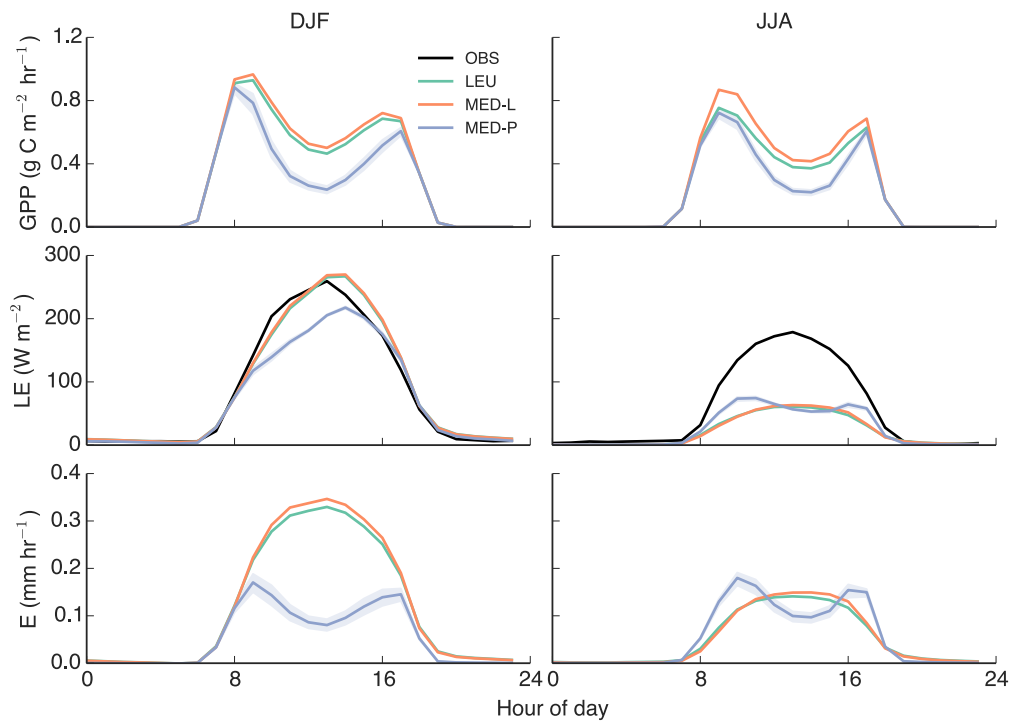 DJF
JJA
GPP (g C m⁻² hr⁻¹)
1.2
0.8
0.4
0.0
OBS
LEU
MED-L
MED-P
LE (W m⁻²)
300
200
100
0
E (mm hr⁻¹)
0.4
0.3
0.2
0.1
0.0
0 8 16 24 0 8 16 24
Hour of day